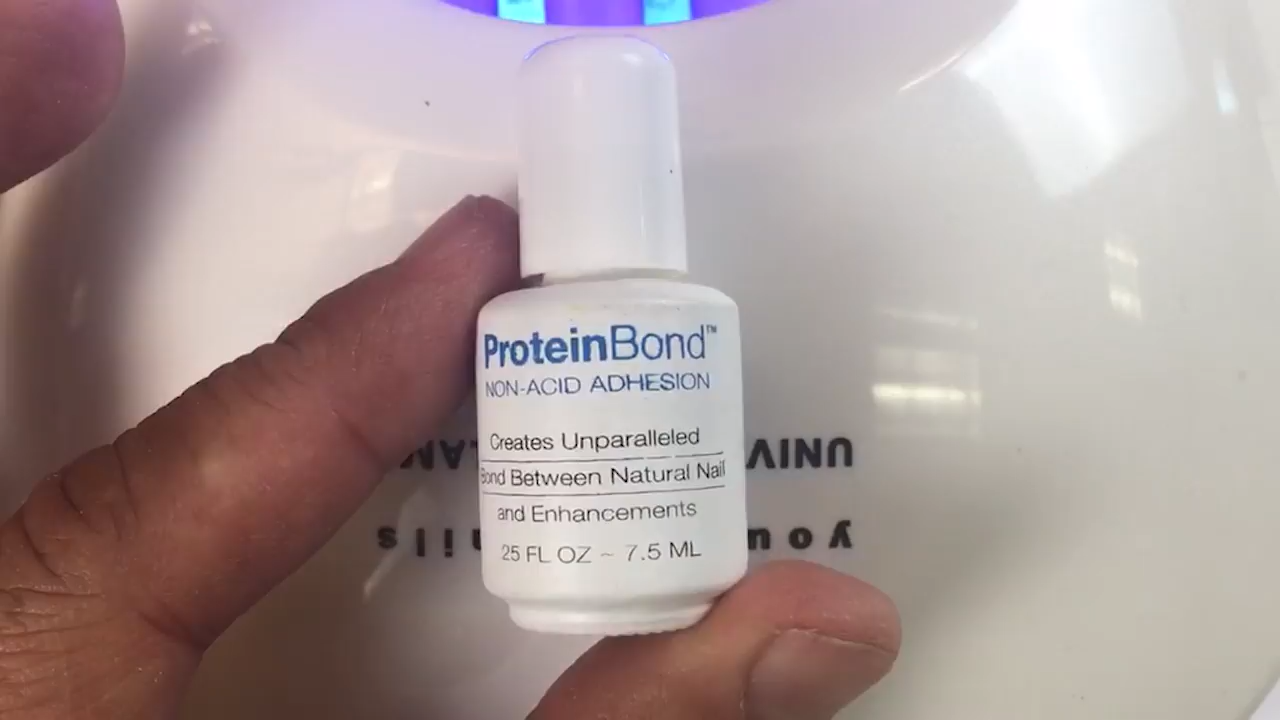 ProteinBond™
NON-ACID ADHESION
Creates Unparalleled
Bond Between Natural Nail
and Enhancements
.25 FL OZ ~ 7.5 ML